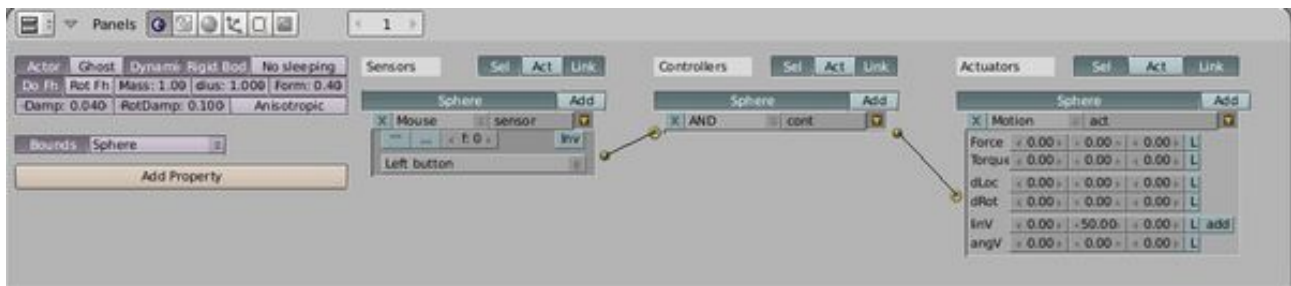 Panels 1
Actor Ghost Dynami Rigid Bod No sleeping
Do Fh Rot Fh Mass: 1.00 dius: 1.000 Form: 0.40
Damp: 0.040 RotDamp: 0.100 Anisotropic
Bounds Sphere
Add Property
Sensors Sel Act Link
Sphere Add
X Mouse sensor
f: 0 Inv
Left button
Controllers Sel Act Link
Sphere Add
X AND cont
Actuators Sel Act Link
Sphere Add
X Motion act
Force 0.00 0.00 0.00 L
Torque 0.00 0.00 0.00 L
dLoc 0.00 0.00 0.00 L
dRot 0.00 0.00 0.00 L
linV 0.00 -50.00 0.00 L add
angV 0.00 0.00 0.00 L